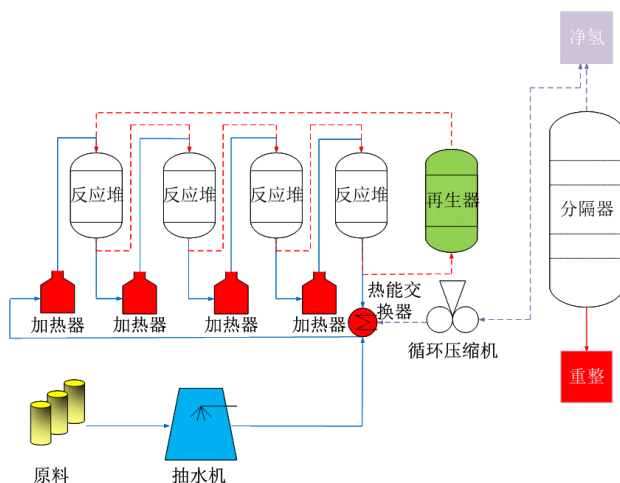 净氢
反应堆
反应堆
反应堆
反应堆
再生器
分隔器
热能交
换器
加热器
加热器
加热器
加热器
循环压缩机
重整
原料
抽水机